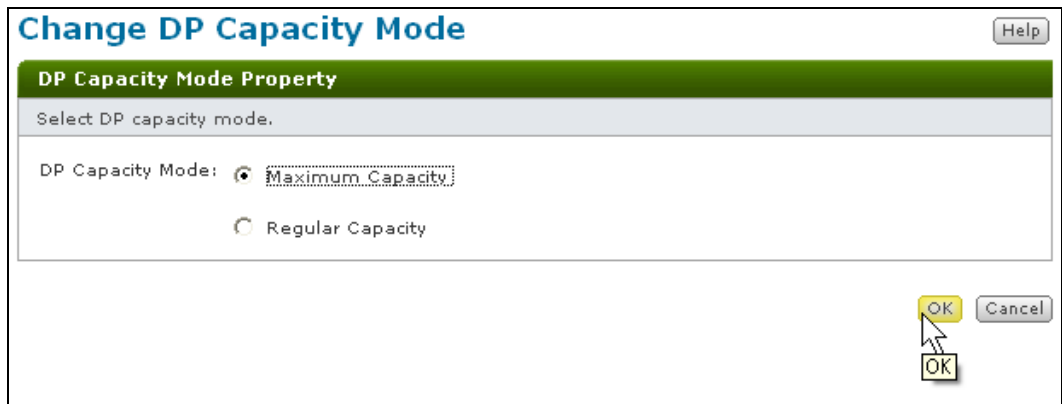 Change DP Capacity Mode
Help
DP Capacity Mode Property
Select DP capacity mode.
DP Capacity Mode: Maximum Capacity
Regular Capacity
OK Cancel
OK